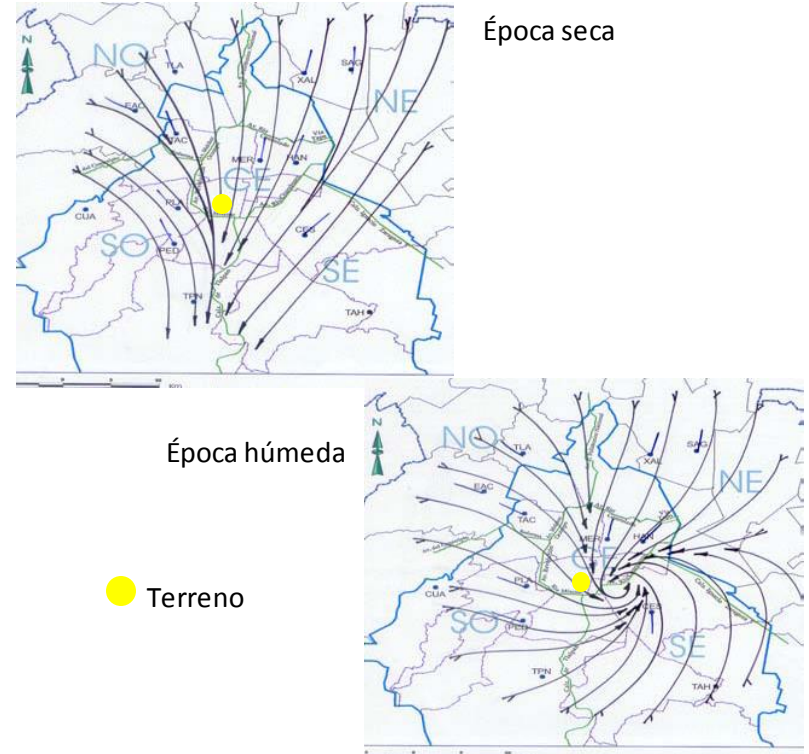 Época seca
N
NO
TLA
XAL
SAG
NE
EAC
TAC
MER
HAN
CE
PLA
CUA
SO
PED
CES
SE
TPN
TAH
Época húmeda
N
NO
TLA
XAL
SAG
NE
EAC
TAC
MER
HAN
CE
PLA
CUA
SO
PED
CES
SE
TPN
TAH
Terreno